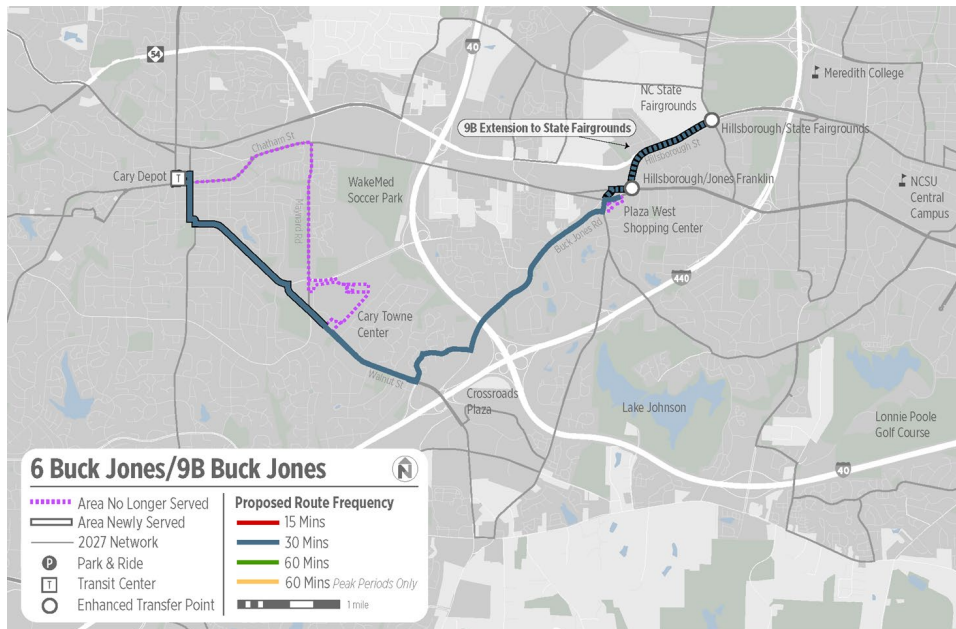 40
54
Meredith College
NC State
Fairgrounds
9B Extension to State Fairgrounds
Hillsborough/State Fairgrounds
Chatham St
Hillsborough St
Cary Depot
T
WakeMed
Soccer Park
Hillsborough/Jones Franklin
NCSU
Central
Campus
Maynard Rd
Plaza West
Shopping Center
Buck Jones Rd
440
Cary Towne
Center
Walnut St
Crossroads
Plaza
Lake Johnson
Lonnie Poole
Golf Course
40
6 Buck Jones/9B Buck Jones
N
Area No Longer Served
Area Newly Served
2027 Network
P
Park & Ride
T
Transit Center
Enhanced Transfer Point
Proposed Route Frequency
15 Mins
30 Mins
60 Mins
60 Mins Peak Periods Only
1 mile